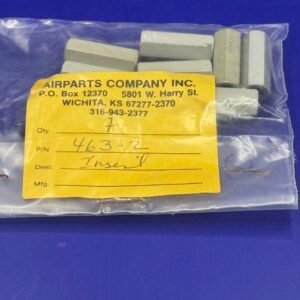 AIRPARTS COMPANY INC.
P.O. Box 12370 5801 W. Harry St.
WICHITA, KS 67277-2370
316-943-2377
Qty. 7
P/N 463-2
Desc. Insert
Mfg.